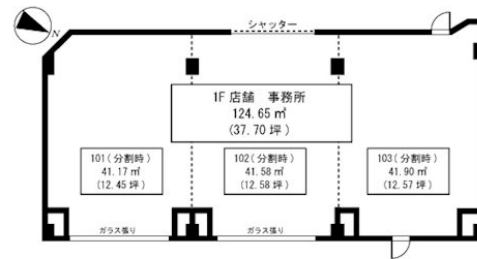 シャッター
N
1F 店舗　事務所
124.65 ㎡
(37.70 坪)
101(分割時)
41.17 ㎡
(12.45 坪)
102(分割時)
41.58 ㎡
(12.58 坪)
103(分割時)
41.90 ㎡
(12.57 坪)
ガラス張り
ガラス張り